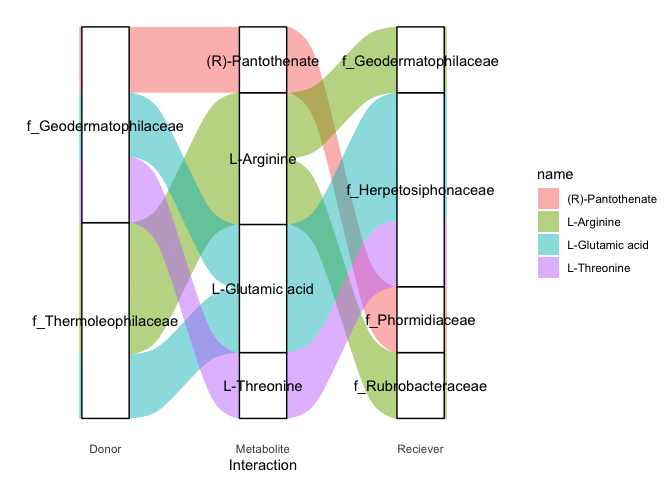 (R)-Pantothenate
f_Geodermatophilaceae
f_Geodermatophilaceae
L-Arginine
f_Herpetosiphonaceae
L-Glutamic acid
f_Thermoleophilaceae
f_Phormidiaceae
L-Threonine
f_Rubrobacteraceae
Donor
Metabolite
Reciever
Interaction
name
(R)-Pantothenate
L-Arginine
L-Glutamic acid
L-Threonine